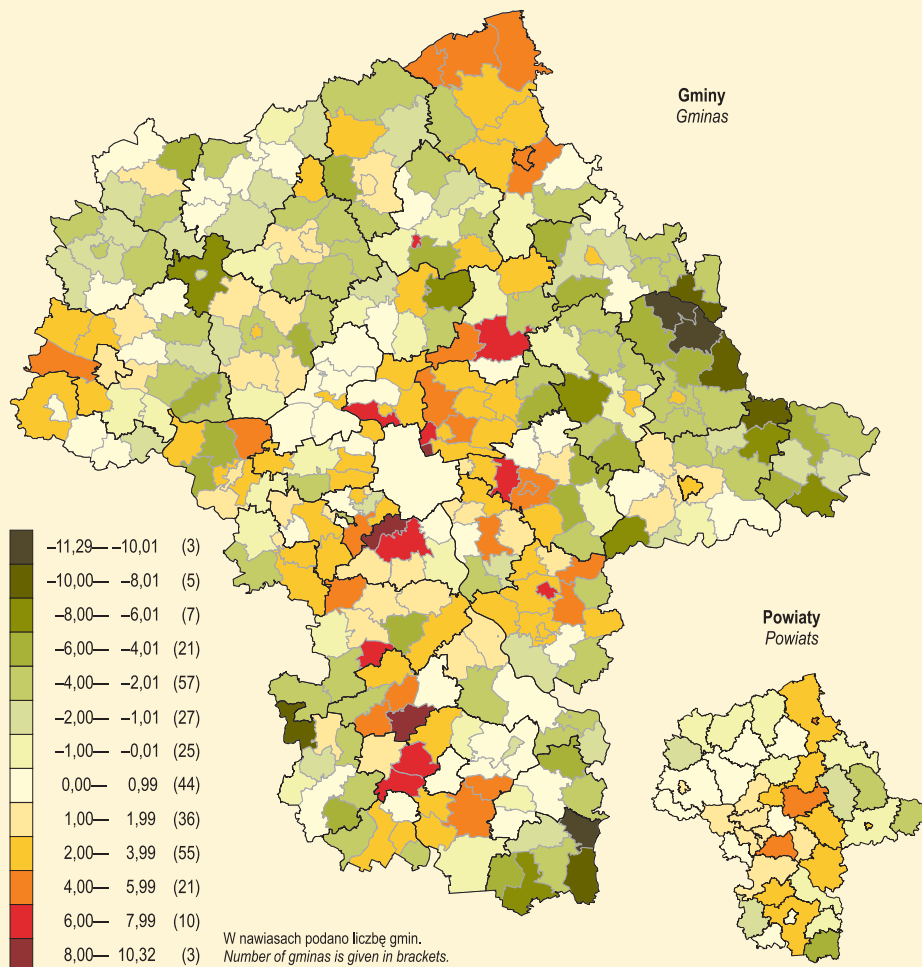 Gminy
Gminas
–11,29— –10,01 (3)
–10,00— –8,01 (5)
–8,00— –6,01 (7)
–6,00— –4,01 (21)
–4,00— –2,01 (57)
–2,00— –1,01 (27)
–1,00— –0,01 (25)
0,00— 0,99 (44)
1,00— 1,99 (36)
2,00— 3,99 (55)
4,00— 5,99 (21)
6,00— 7,99 (10)
8,00— 10,32 (3)
Powiaty
Powiats
W nawiasach podano liczbę gmin.
Number of gminas is given in brackets.